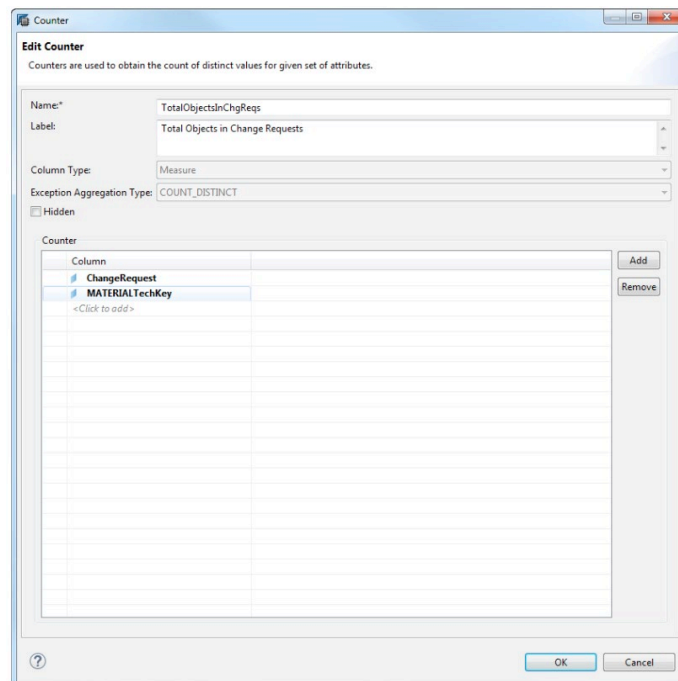 Counter
Edit Counter
Counters are used to obtain the count of distinct values for given set of attributes.
Name:* TotalObjectsInChgReqs
Label: Total Objects in Change Requests
Column Type: Measure
Exception Aggregation Type: COUNT_DISTINCT
Hidden
Counter
Column Add
ChangeRequest
MATERIALTechKey Remove
<Click to add>
? OK Cancel